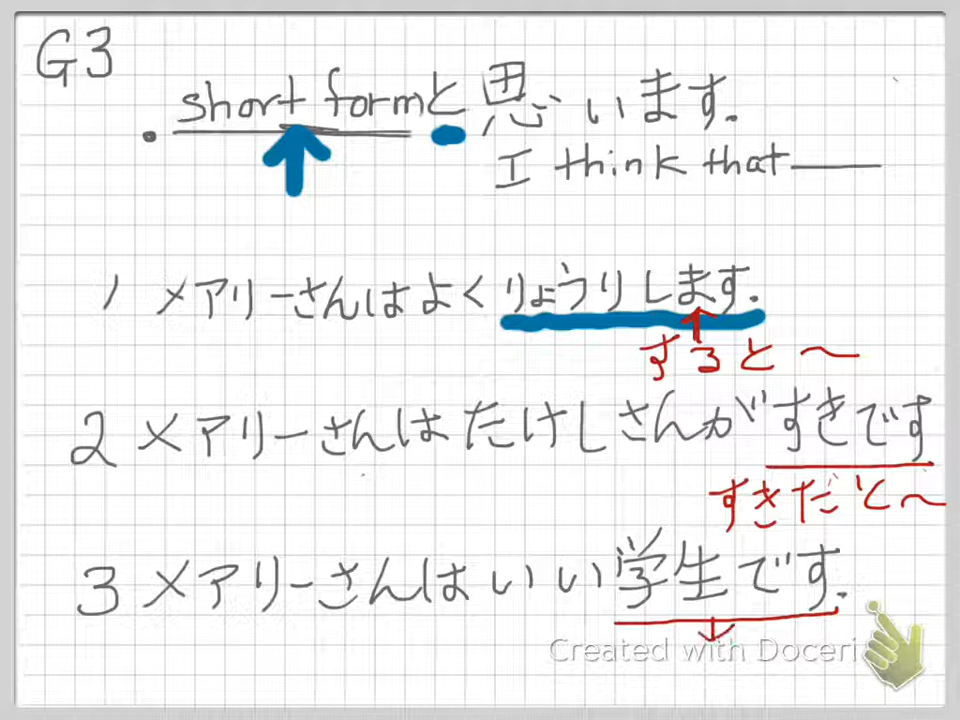 G3
・short formと思います。
I think that
1 メアリーさんはよくりょうりします。
すると〜
2 メアリーさんはたけしさんがすきです
すきだと〜
3 メアリーさんはいい学生です.
Created with Doceri